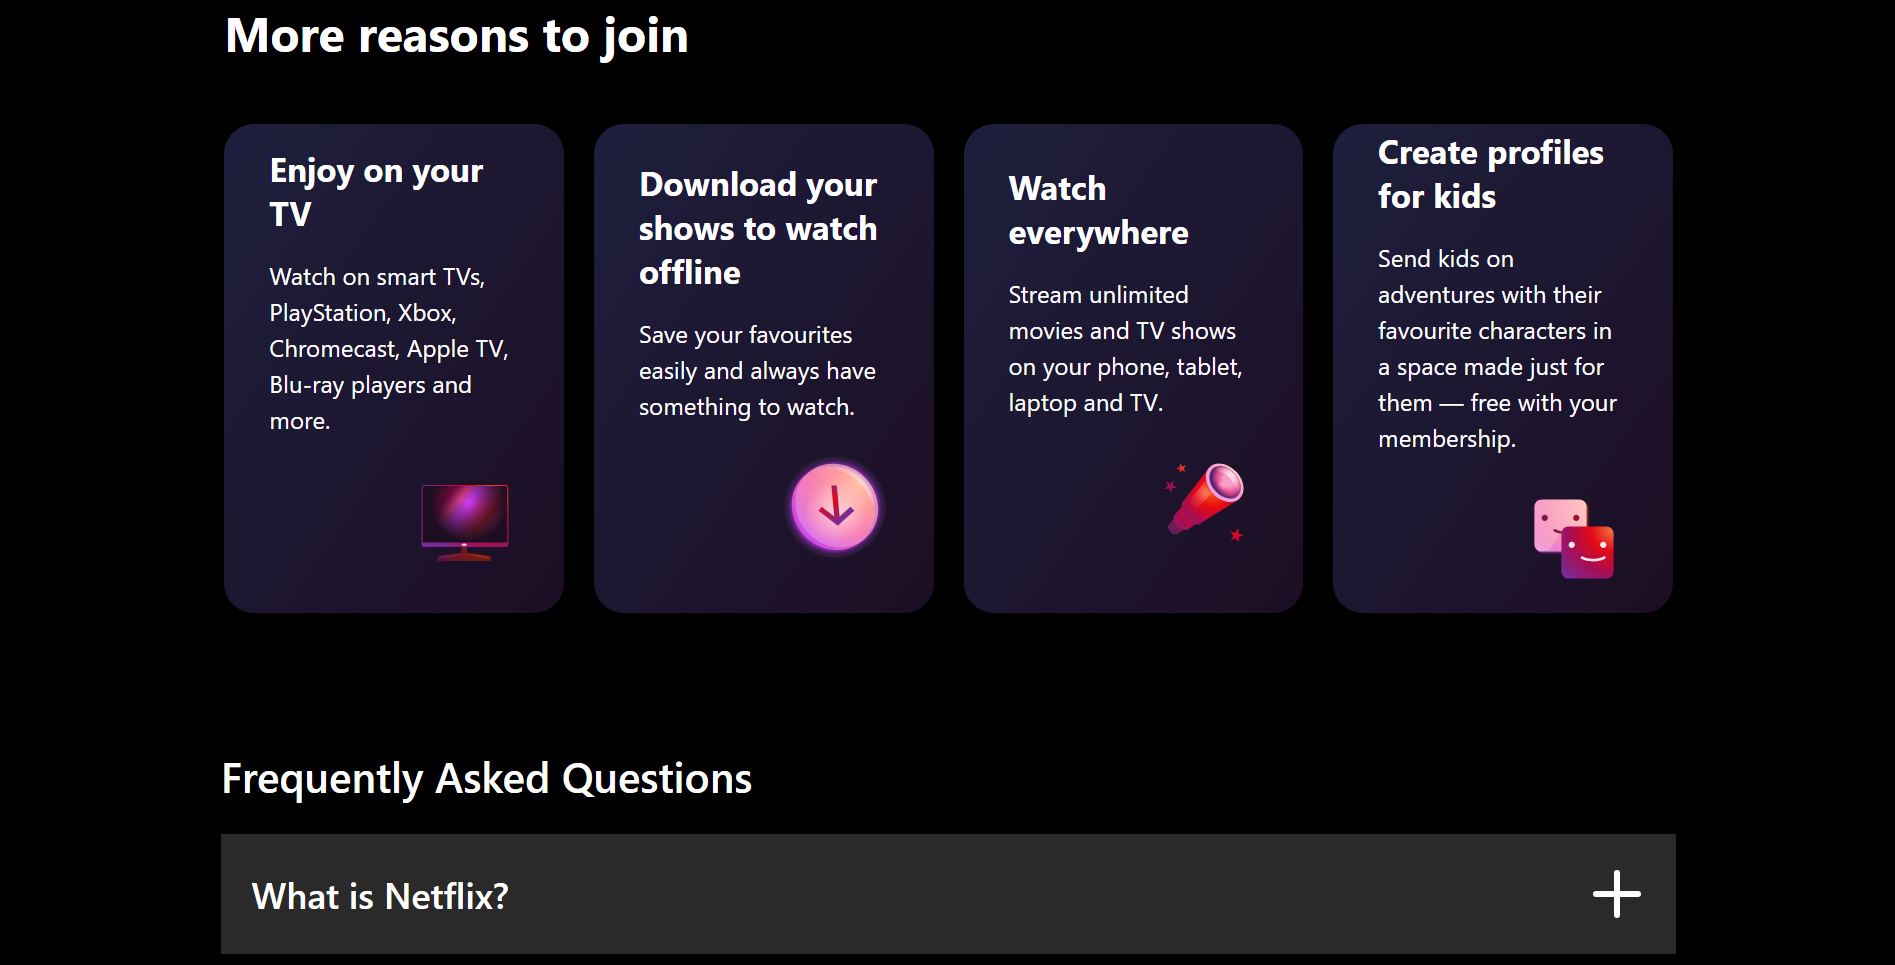 More reasons to join
Enjoy on your
TV
Watch on smart TVs,
PlayStation, Xbox,
Chromecast, Apple TV,
Blu-ray players and
more.
Download your
shows to watch
offline
Save your favourites
easily and always have
something to watch.
Watch
everywhere
Stream unlimited
movies and TV shows
on your phone, tablet,
laptop and TV.
Create profiles
for kids
Send kids on
adventures with their
favourite characters in
a space made just for
them — free with your
membership.
Frequently Asked Questions
What is Netflix?